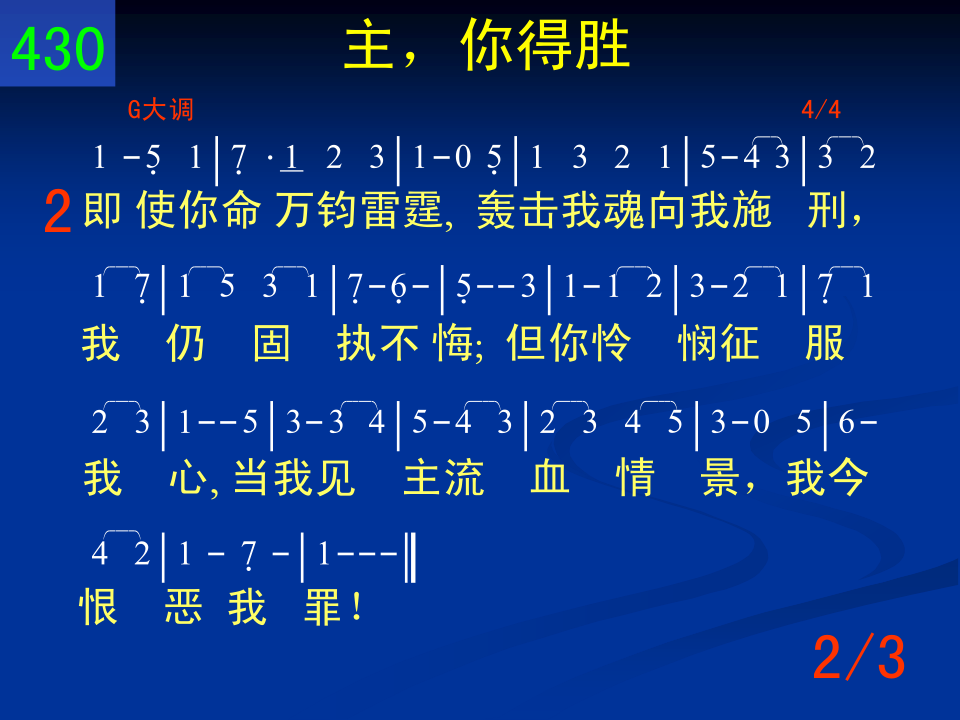 430
主，你得胜
G大调 4/4
1 -5̣ 1|7̣ ·1̲ 2 3|1-0 5̣|1 3 2 1|5-4 3|3 2
2 即使你命万钧雷霆, 轰击我魂向我施 刑，
1 7̣|1 5 3 1|7̣-6̣-|5̣--3|1-1 2|3-2 1|7̣ 1
我 仍 固 执不 悔; 但你怜 悯征 服
2 3|1--5|3-3 4|5-4 3|2 3 4 5|3-0 5|6-
我 心, 当我见 主流 血 情 景，我今
4 2|1 - 7̣ -|1---‖
恨 恶 我 罪！
2/3